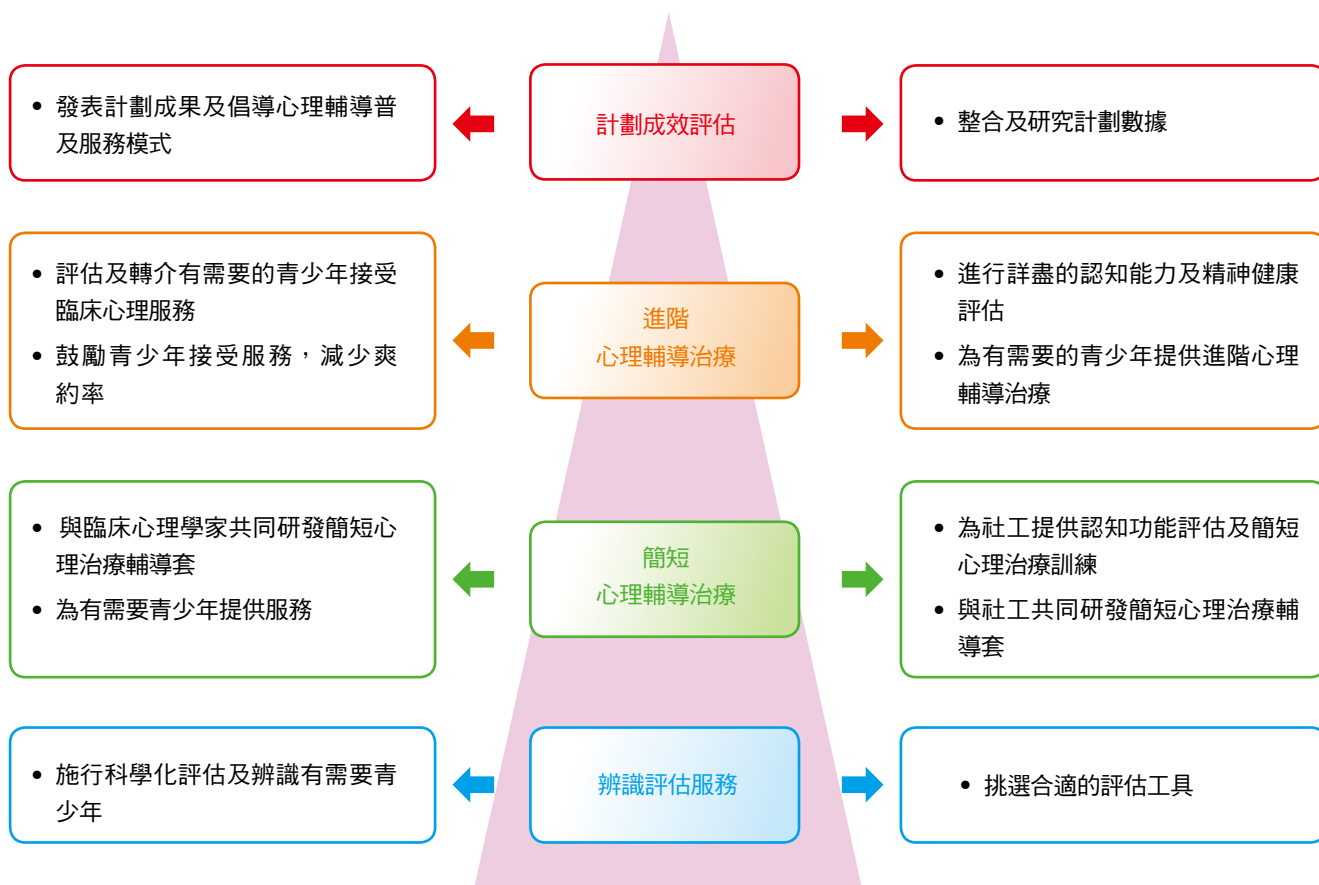 • 發表計劃成果及倡導心理輔導普
及服務模式
計劃成效評估
• 整合及研究計劃數據
• 評估及轉介有需要的青少年接受
臨床心理服務
• 鼓勵青少年接受服務，減少爽
約率
進階
心理輔導治療
• 進行詳盡的認知能力及精神健康
評估
• 為有需要的青少年提供進階心理
輔導治療
• 與臨床心理學家共同研發簡短心
理治療輔導套
• 為有需要青少年提供服務
簡短
心理輔導治療
• 為社工提供認知功能評估及簡短
心理治療訓練
• 與社工共同研發簡短心理治療輔
導套
• 施行科學化評估及辨識有需要青
少年
辨識評估服務
• 挑選合適的評估工具